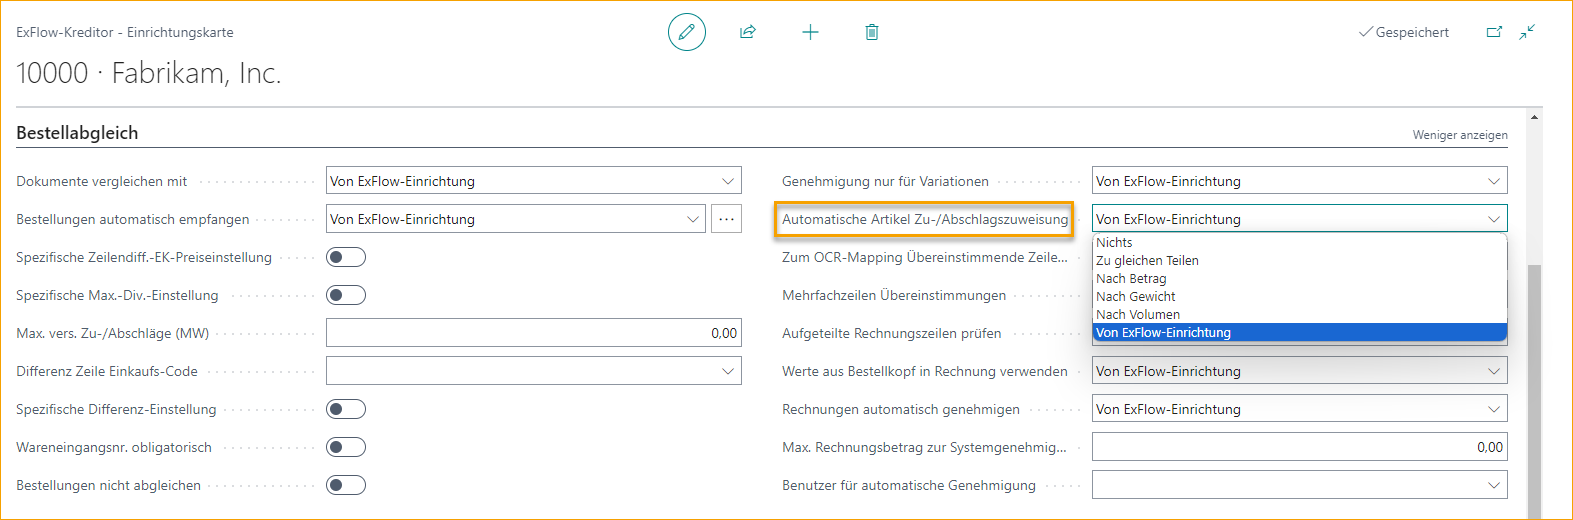 ExFlow-Kreditor - Einrichtungskarte
Gespeichert
10000 · Fabrikam, Inc.
Bestellabgleich
Weniger anzeigen
Dokumente vergleichen mit
Von ExFlow-Einrichtung
Bestellungen automatisch empfangen
Von ExFlow-Einrichtung
...
Spezifische Zeilendiff.-EK-Preiseinstellung
Spezifische Max.-Div.-Einstellung
Max. vers. Zu-/Abschläge (MW)
0,00
Differenz Zeile Einkaufs-Code
Spezifische Differenz-Einstellung
Wareneingangsnr. obligatorisch
Bestellungen nicht abgleichen
Genehmigung nur für Variationen
Von ExFlow-Einrichtung
Automatische Artikel Zu-/Abschlagszuweisung
Von ExFlow-Einrichtung
Nichts
Zu gleichen Teilen
Nach Betrag
Nach Gewicht
Nach Volumen
Von ExFlow-Einrichtung
Zum OCR-Mapping Übereinstimmende Zeile...
Mehrfachzeilen Übereinstimmungen
Aufgeteilte Rechnungszeilen prüfen
Werte aus Bestellkopf in Rechnung verwenden
Von ExFlow-Einrichtung
Rechnungen automatisch genehmigen
Von ExFlow-Einrichtung
Max. Rechnungsbetrag zur Systemgenehmig...
0,00
Benutzer für automatische Genehmigung